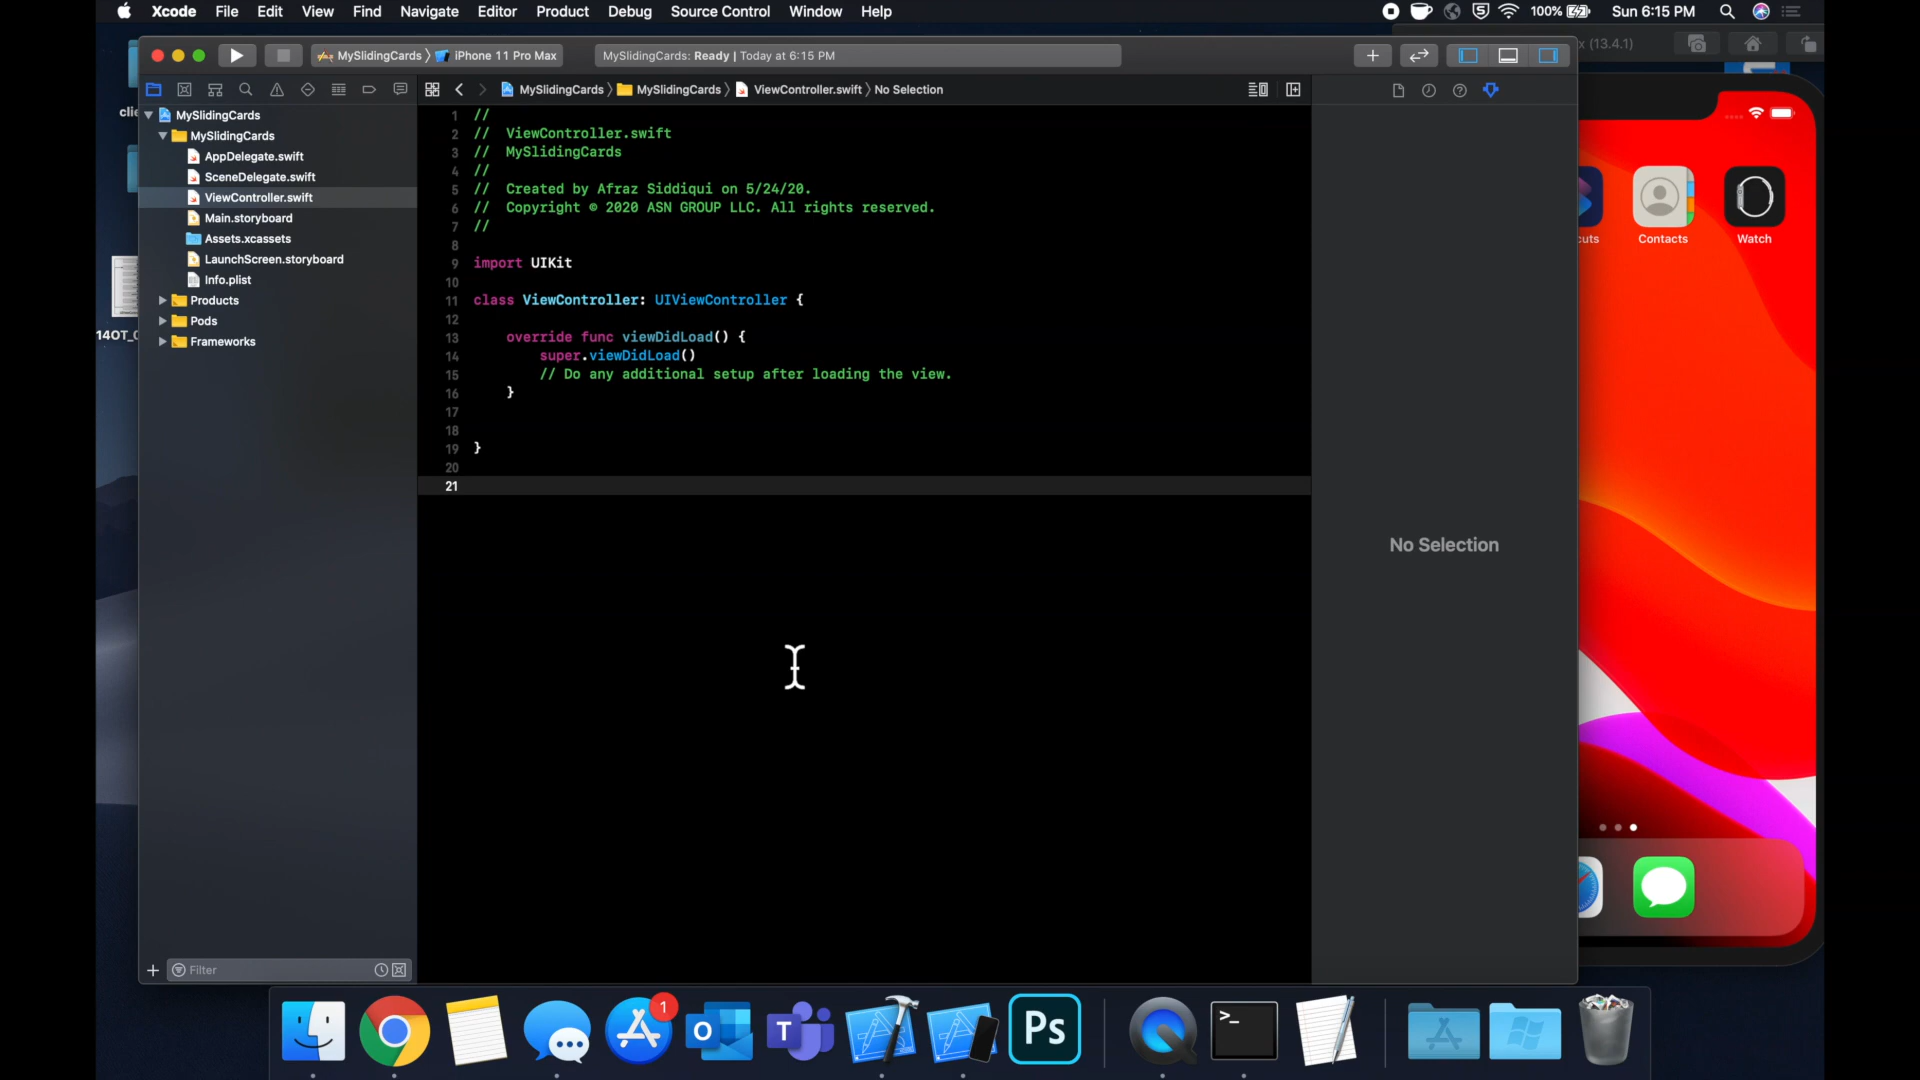 Xcode File Edit View Find Navigate Editor Product Debug Source Control Window Help 100% Sun 6:15 PM
MySlidingCards iPhone 11 Pro Max MySlidingCards: Ready | Today at 6:15 PM (13.4.1)
MySlidingCards MySlidingCards ViewController.swift No Selection
MySlidingCards
MySlidingCards
AppDelegate.swift
SceneDelegate.swift
ViewController.swift
Main.storyboard
Assets.xcassets
LaunchScreen.storyboard
Info.plist
Products
Pods
Frameworks
Filter
1 //
2 // ViewController.swift
3 // MySlidingCards
4 //
5 // Created by Afraz Siddiqui on 5/24/20.
6 // Copyright © 2020 ASN GROUP LLC. All rights reserved.
7 //
8
9 import UIKit
10
11 class ViewController: UIViewController {
12
13 override func viewDidLoad() {
14 super.viewDidLoad()
15 // Do any additional setup after loading the view.
16 }
17
18
19 }
20
21
No Selection
Contacts Watch
1
Ps
>_